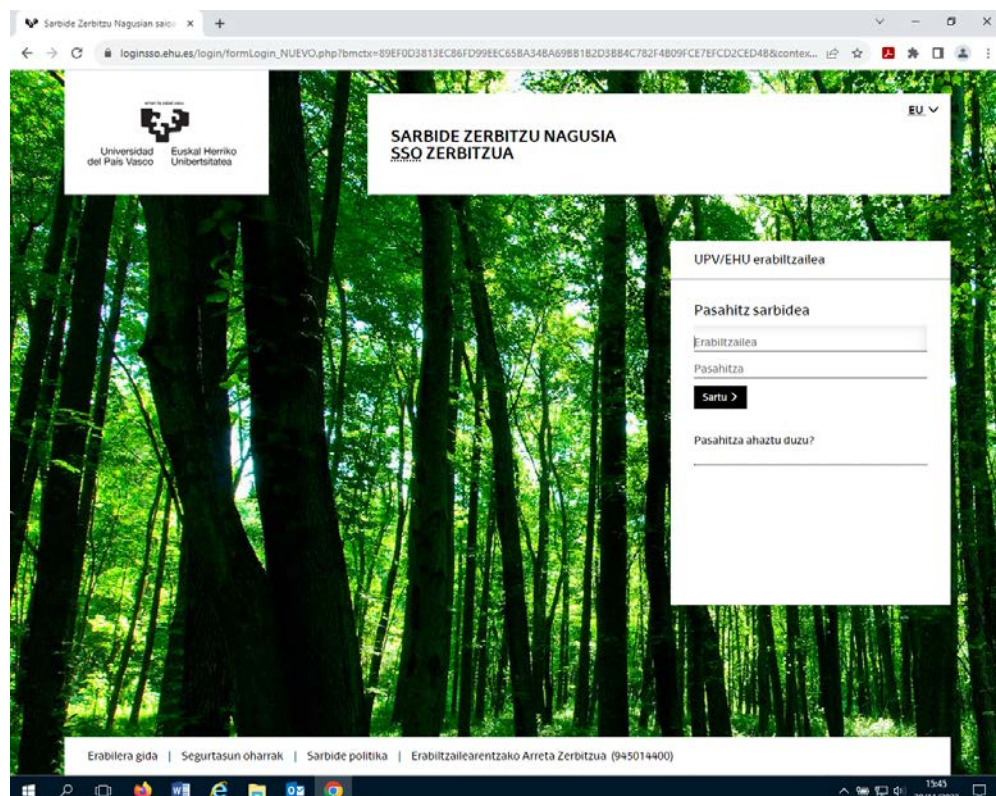 Sarbide Zerbitzu Nagusian saio
loginsso.ehu.es/login/formLogin_NUEVO.php?bmctx=89EF0D3813EC86FD99EEC65BA34BA69BB182D3BB4C782F4B09FCE7EFCD2CED4B&contex...
Universidad del País Vasco
Euskal Herriko Unibertsitatea
EU
SARBIDE ZERBITZU NAGUSIA
SSO ZERBITZUA
UPV/EHU erabiltzailea
Pasahitz sarbidea
Erabiltzailea
Pasahitza
Sartu >
Pasahitza ahaztu duzu?
Erabilera gida | Segurtasun oharrak | Sarbide politika | Erabiltzailearentzako Arreta Zerbitzua (945014400)
15:45